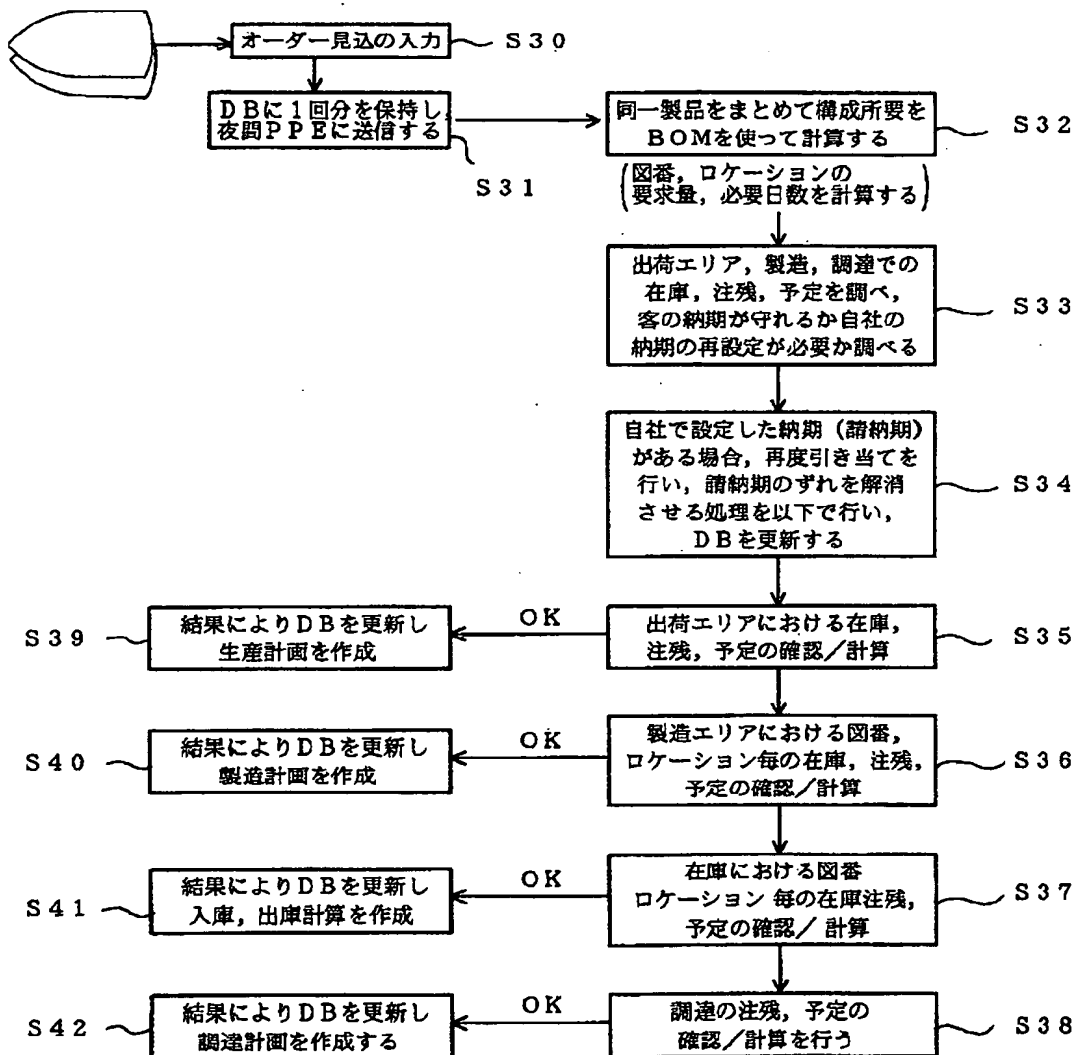 オーダー見込の入力
S30
DBに1回分を保持し
夜間PPEに送信する
S31
同一製品をまとめて構成所要を
BOMを使って計算する
S32
(図番,ロケーションの
要求量,必要日数を計算する)
出荷エリア,製造,調達での
在庫,注残,予定を調べ,
客の納期が守れるか自社の
納期の再設定が必要か調べる
S33
自社で設定した納期(請納期)
がある場合,再度引き当てを
行い,請納期のずれを解消
させる処理を以下で行い,
DBを更新する
S34
出荷エリアにおける在庫,
注残,予定の確認/計算
S35
OK
結果によりDBを更新し
生産計画を作成
S39
製造エリアにおける図番,
ロケーション毎の在庫,注残,
予定の確認/計算
S36
OK
結果によりDBを更新し
製造計画を作成
S40
在庫における図番
ロケーション毎の在庫注残,
予定の確認/計算
S37
OK
結果によりDBを更新し
入庫,出庫計算を作成
S41
調達の注残,予定の
確認/計算を行う
S38
OK
結果によりDBを更新し
調達計画を作成する
S42